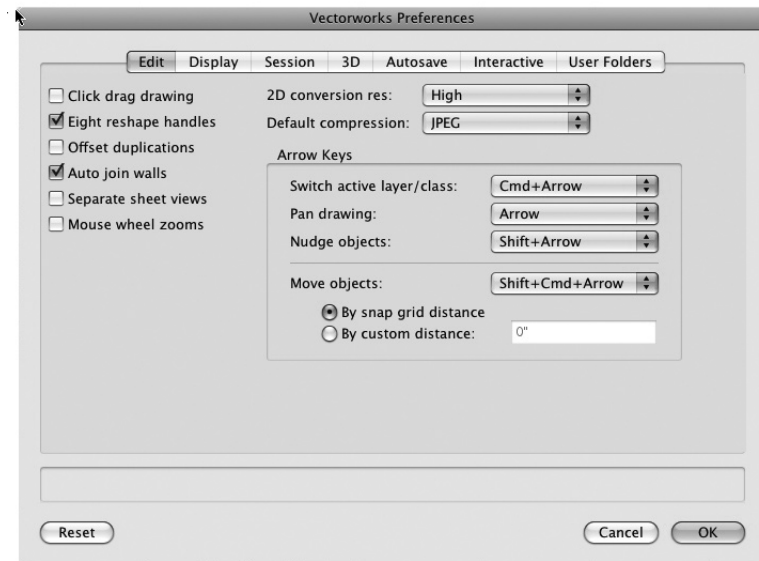 Vectorworks Preferences
Edit Display Session 3D Autosave Interactive User Folders
Click drag drawing
Eight reshape handles
Offset duplications
Auto join walls
Separate sheet views
Mouse wheel zooms
2D conversion res: High
Default compression: JPEG
Arrow Keys
Switch active layer/class: Cmd+Arrow
Pan drawing: Arrow
Nudge objects: Shift+Arrow
Move objects: Shift+Cmd+Arrow
By snap grid distance
By custom distance: 0"
Reset Cancel OK